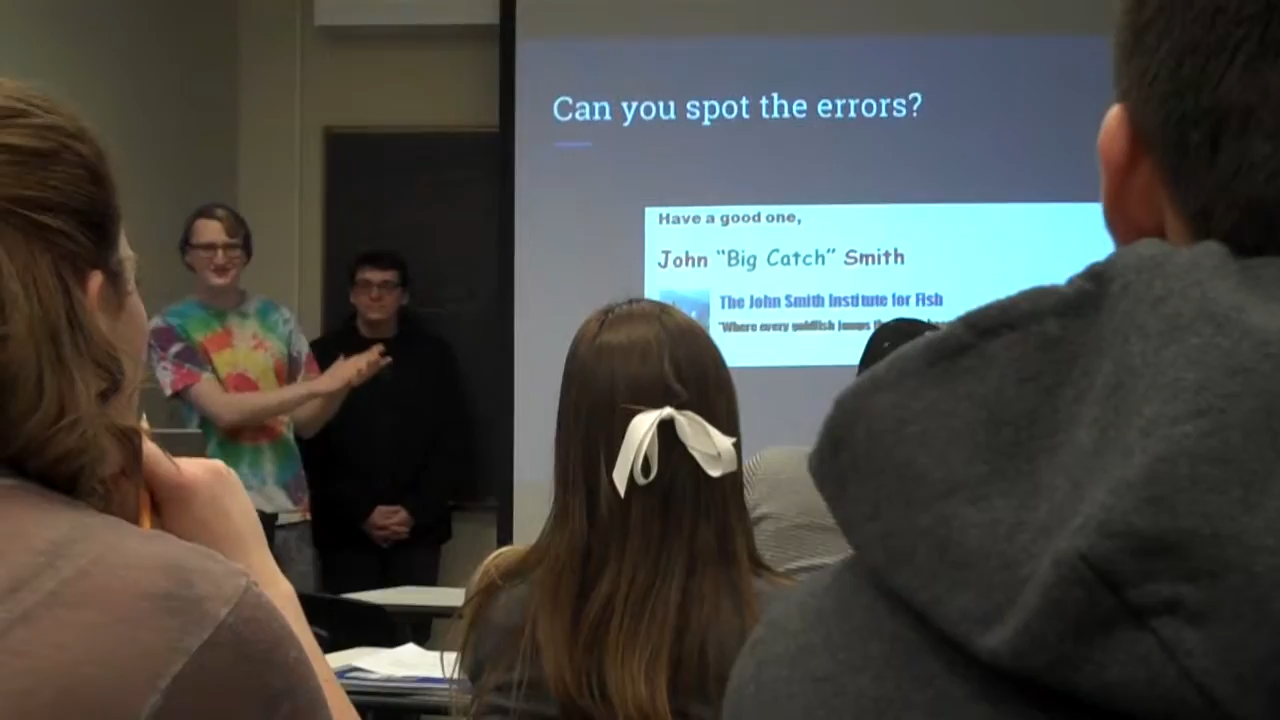 Can you spot the errors?
Have a good one,
John “Big Catch” Smith
The John Smith Institute for Fish
"Where every goldfish jumps